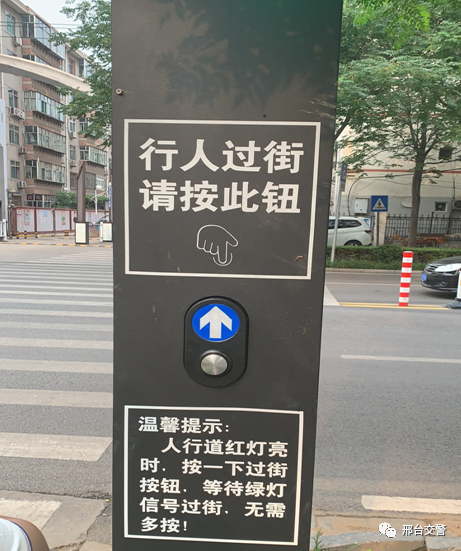 行人过街
请按此钮
温馨提示:
人行道红灯亮
时，按一下过街
按钮，等待绿灯
信号过街，无需
多按!
邢台交警